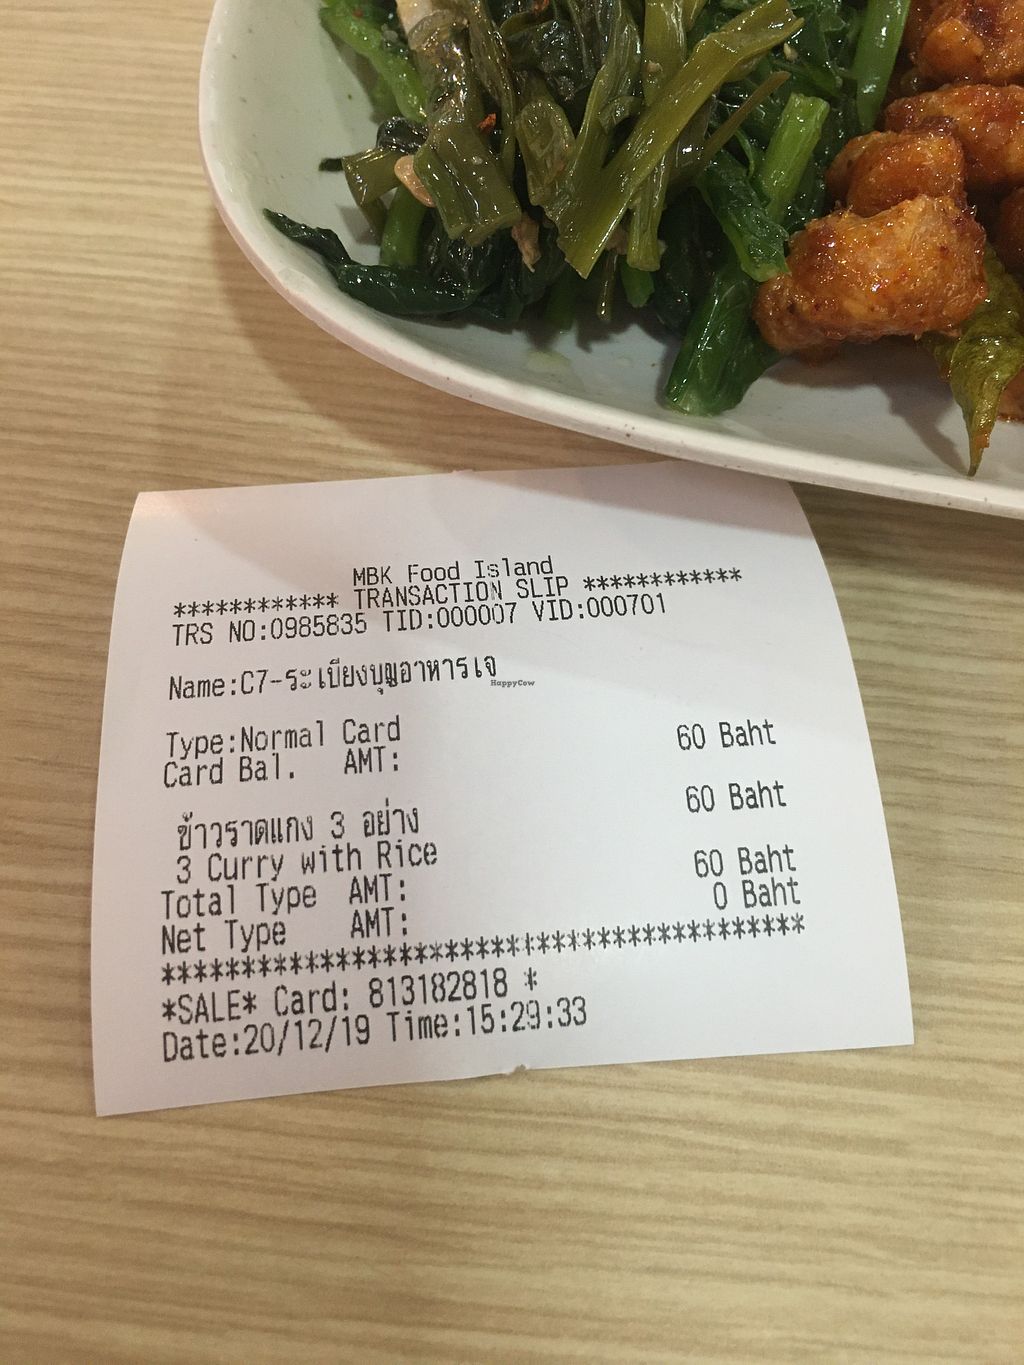 MBK Food Island
************ TRANSACTION SLIP ************
TRS NO:0985835 TID:000007 VID:000701
Name:C7-ระเบียงบุญอาหารเจ
HappyCow
Type:Normal Card
Card Bal. AMT: 60 Baht
ข้าวราดแกง 3 อย่าง 60 Baht
3 Curry with Rice
Total Type AMT: 60 Baht
Net Type AMT: 0 Baht
*****************************************
*SALE* Card: 813182818 *
Date:20/12/19 Time:15:29:33